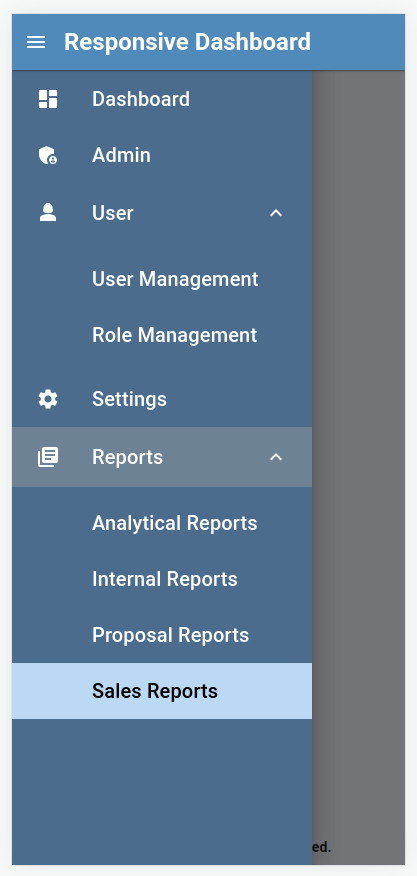 Responsive Dashboard
Dashboard
Admin
User
User Management
Role Management
Settings
Reports
Analytical Reports
Internal Reports
Proposal Reports
Sales Reports
ed.